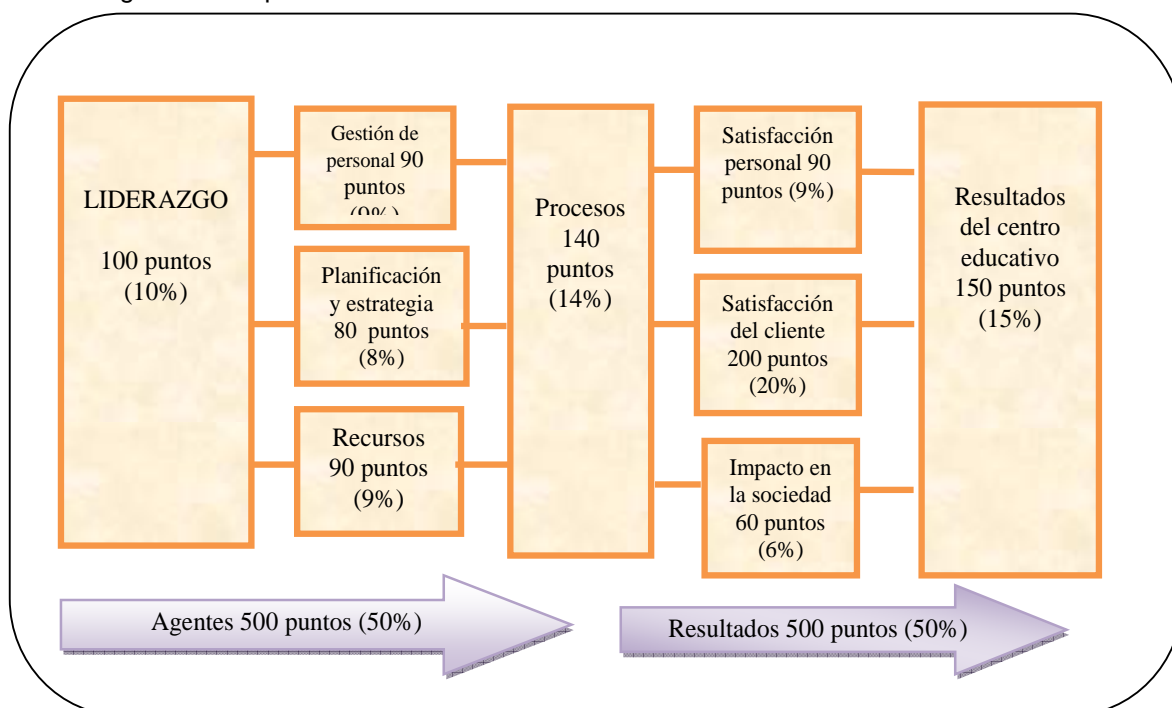 LIDERAZGO
100 puntos
(10%)
Gestión de
personal 90
puntos
(9%)
Planificación
y estrategia
80 puntos
(8%)
Recursos
90 puntos
(9%)
Procesos
140
puntos
(14%)
Satisfacción
personal 90
puntos (9%)
Satisfacción
del cliente
200 puntos
(20%)
Impacto en
la sociedad
60 puntos
(6%)
Resultados
del centro
educativo
150 puntos
(15%)
Agentes 500 puntos (50%)
Resultados 500 puntos (50%)